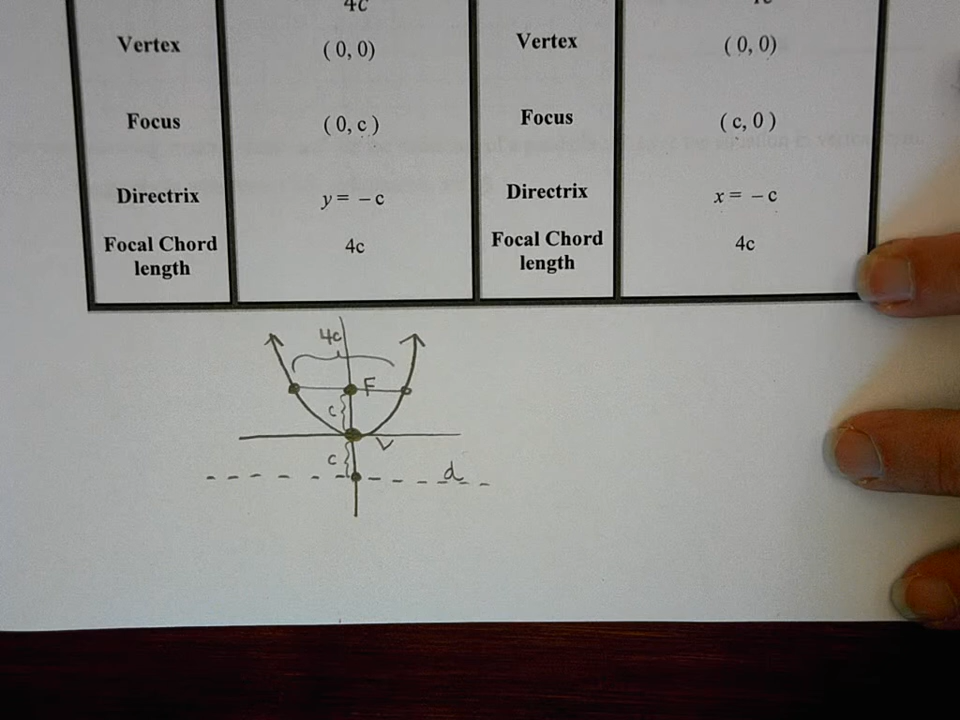 4c
Vertex (0, 0) Vertex (0, 0)
Focus (0, c) Focus (c, 0)
Directrix y = −c Directrix x = −c
Focal Chord length 4c Focal Chord length 4c
4c
F
c
V
c
d